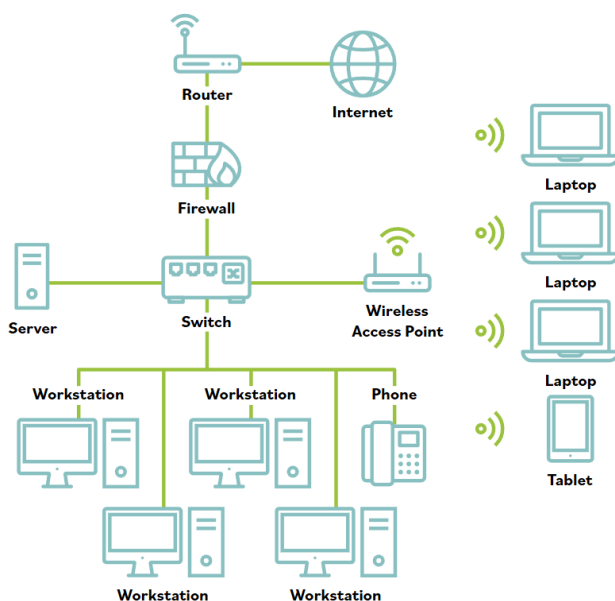 Router
Internet
Laptop
Firewall
Laptop
Server
Switch
Wireless
Access Point
Laptop
Workstation
Workstation
Phone
Tablet
Workstation
Workstation